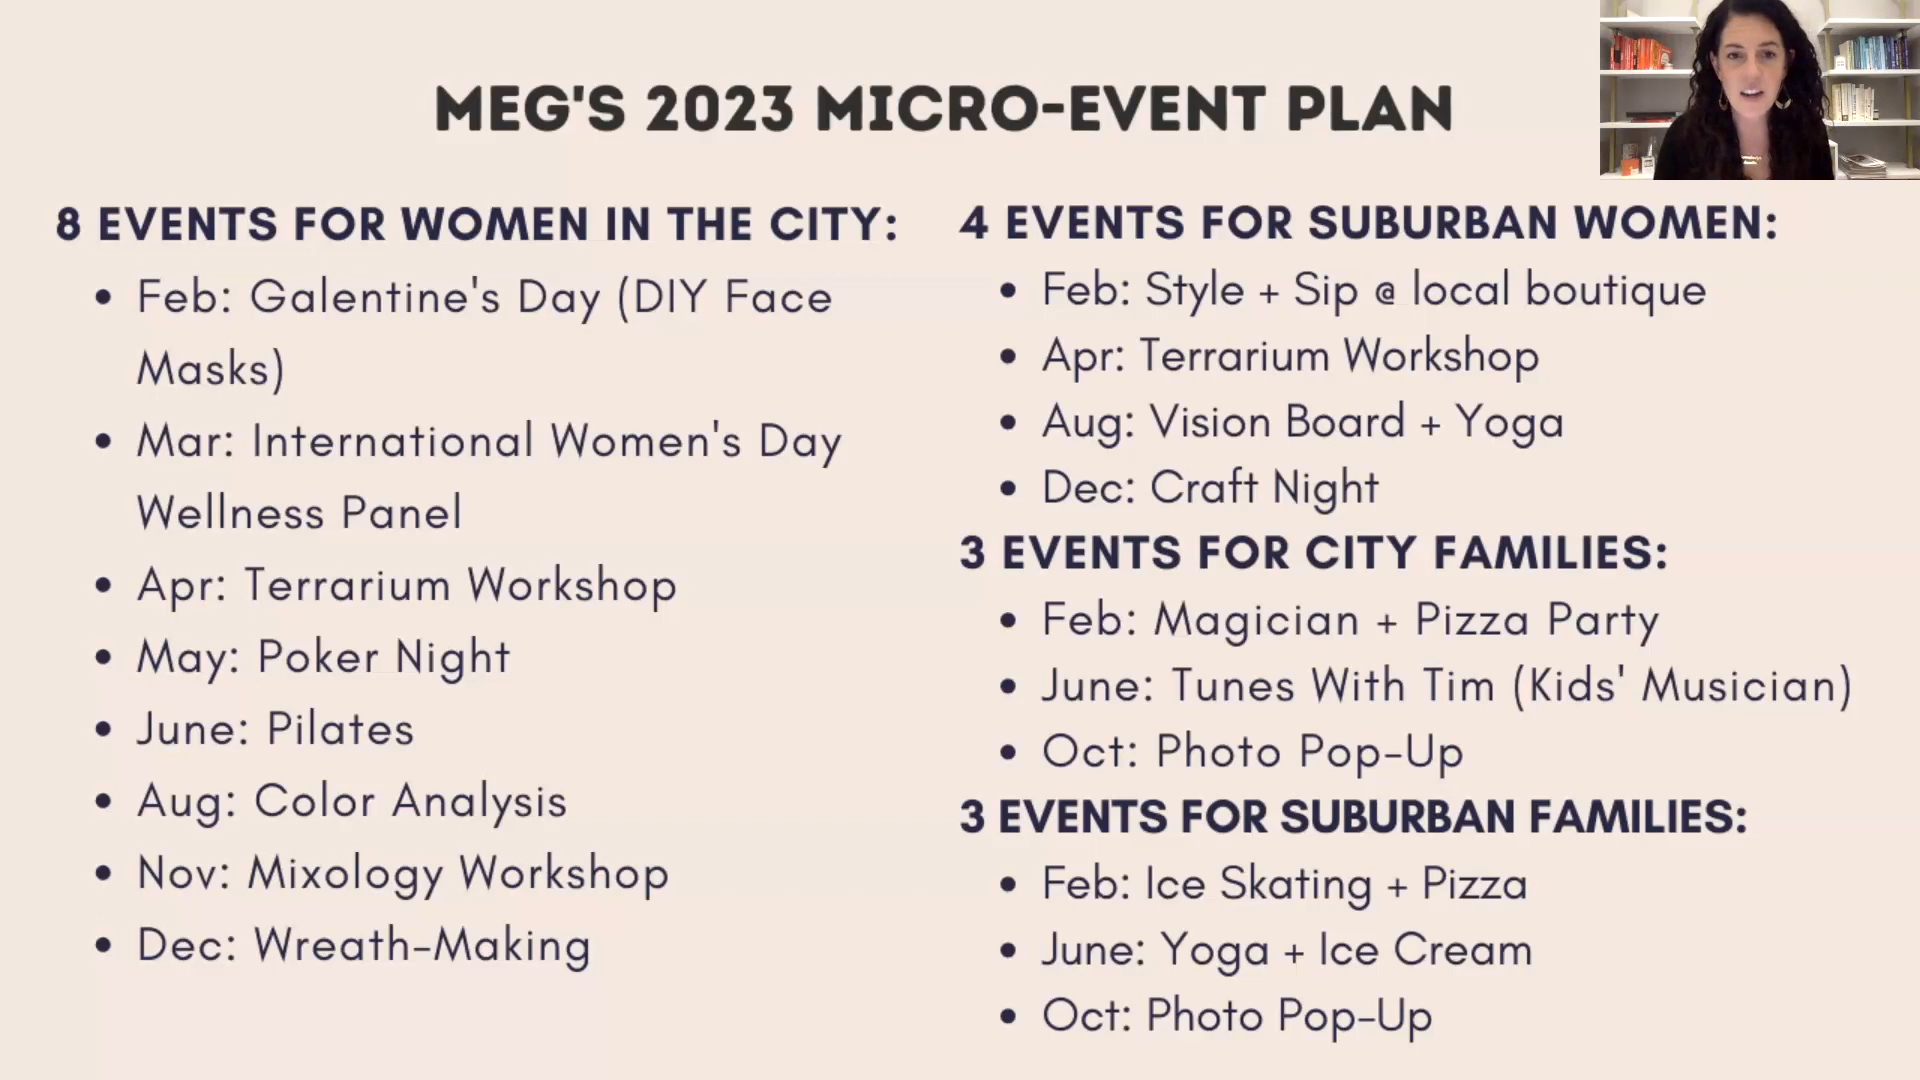 MEG'S 2023 MICRO-EVENT PLAN
8 EVENTS FOR WOMEN IN THE CITY:
• Feb: Galentine's Day (DIY Face
Masks)
• Mar: International Women's Day
Wellness Panel
• Apr: Terrarium Workshop
• May: Poker Night
• June: Pilates
• Aug: Color Analysis
• Nov: Mixology Workshop
• Dec: Wreath-Making
4 EVENTS FOR SUBURBAN WOMEN:
• Feb: Style + Sip @ local boutique
• Apr: Terrarium Workshop
• Aug: Vision Board + Yoga
• Dec: Craft Night
3 EVENTS FOR CITY FAMILIES:
• Feb: Magician + Pizza Party
• June: Tunes With Tim (Kids' Musician)
• Oct: Photo Pop-Up
3 EVENTS FOR SUBURBAN FAMILIES:
• Feb: Ice Skating + Pizza
• June: Yoga + Ice Cream
• Oct: Photo Pop-Up